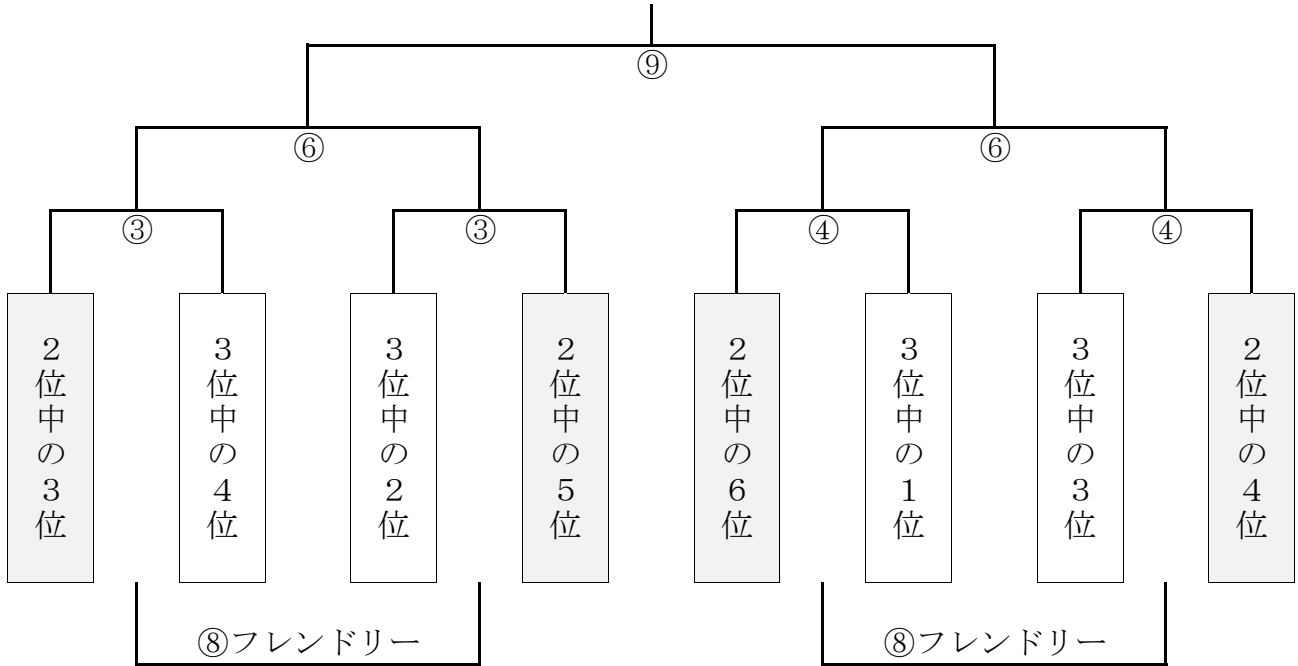 ⑨
⑥
⑥
③
③
④
④
2位中の3位
3位中の4位
3位中の2位
2位中の5位
2位中の6位
3位中の1位
3位中の3位
2位中の4位
⑧フレンドリー
⑧フレンドリー